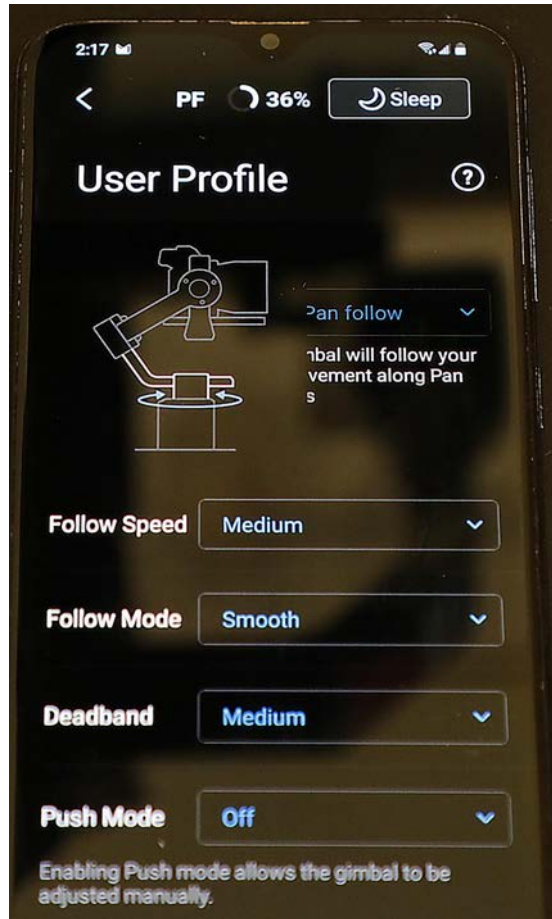 2:17
< PF 36% Sleep
User Profile ?
Pan follow
nbal will follow your
vement along Pan
s
Follow Speed Medium
Follow Mode Smooth
Deadband Medium
Push Mode Off
Enabling Push mode allows the gimbal to be
adjusted manually.